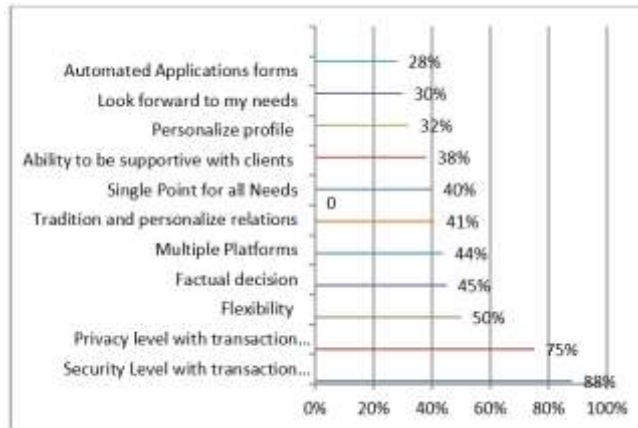 Automated Applications forms 28%
Look forward to my needs 30%
Personalize profile 32%
Ability to be supportive with clients 38%
Single Point for all Needs 40%
0
Tradition and personalize relations 41%
Multiple Platforms 44%
Factual decision 45%
Flexibility 50%
Privacy level with transaction... 75%
Security Level with transaction... 88%
0% 20% 40% 60% 80% 100%